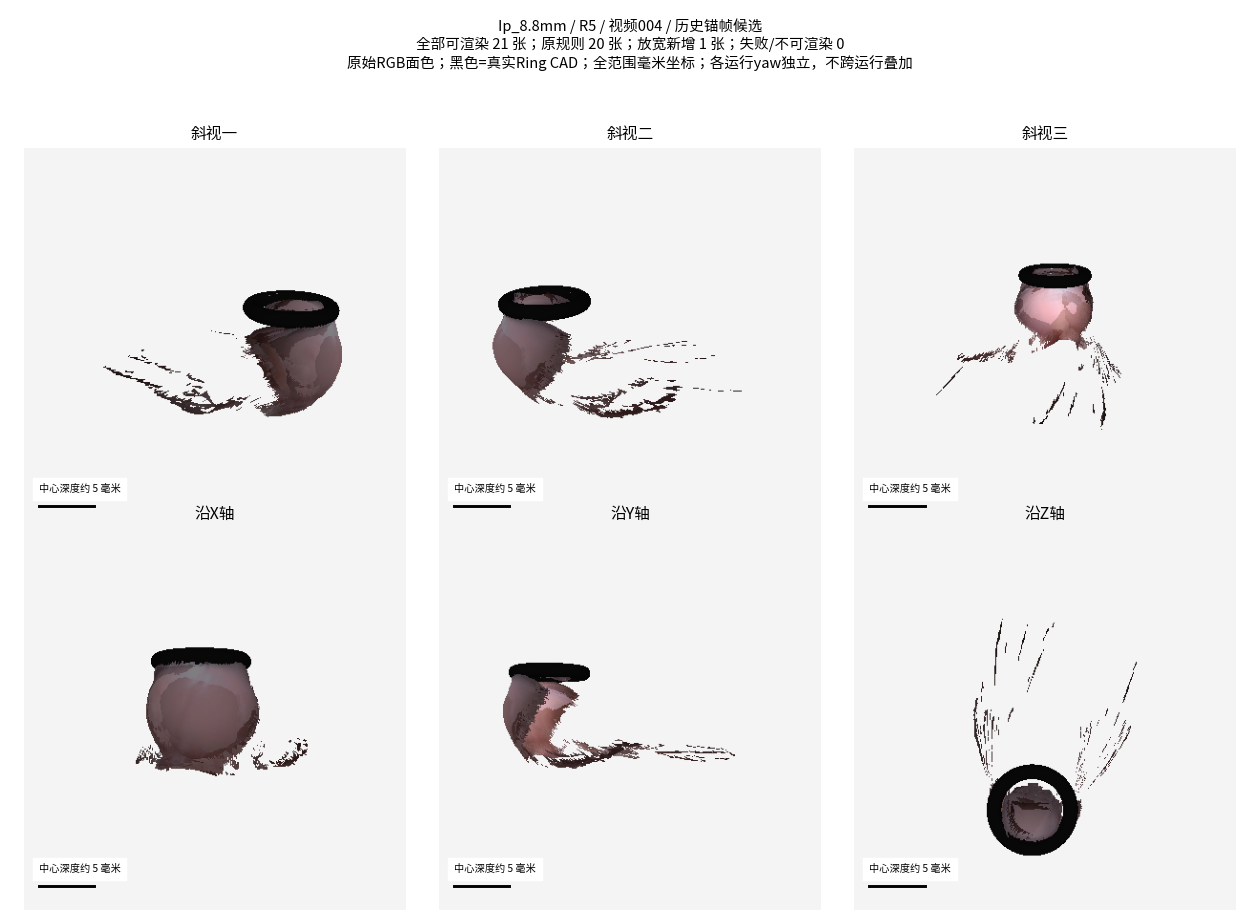 lp_8.8mm / R5 / 视频004 / 历史锚帧候选
全部可渲染 21 张；原规则 20 张；放宽新增 1 张；失败/不可渲染 0
原始RGB面色；黑色=真实Ring CAD；全范围毫米坐标；各运行yaw独立，不跨运行叠加
斜视一
斜视二
斜视三
中心深度约 5 毫米
中心深度约 5 毫米
中心深度约 5 毫米
沿X轴
沿Y轴
沿Z轴
中心深度约 5 毫米
中心深度约 5 毫米
中心深度约 5 毫米